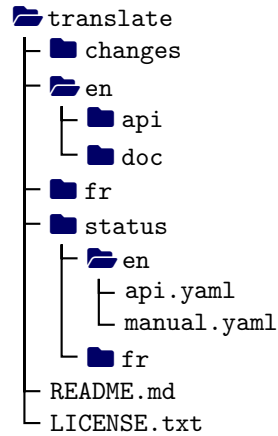 translate
changes
en
api
doc
fr
status
en
api.yaml
manual.yaml
fr
README.md
LICENSE.txt